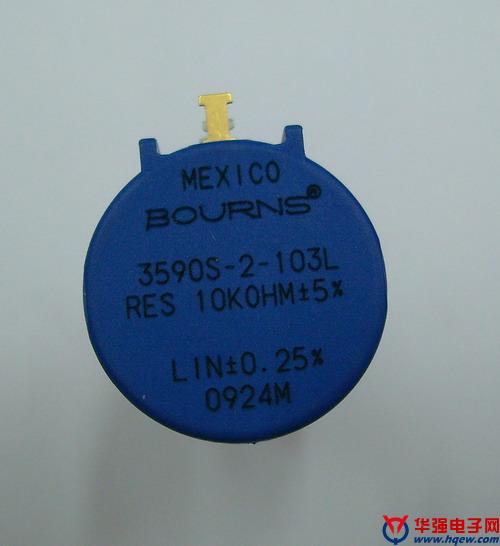 MEXICO
BOURNS®
3590S-2-103L
RES 10KOHM±5%
LIN±0.25%
0924M
华强电子网
www.hqew.com